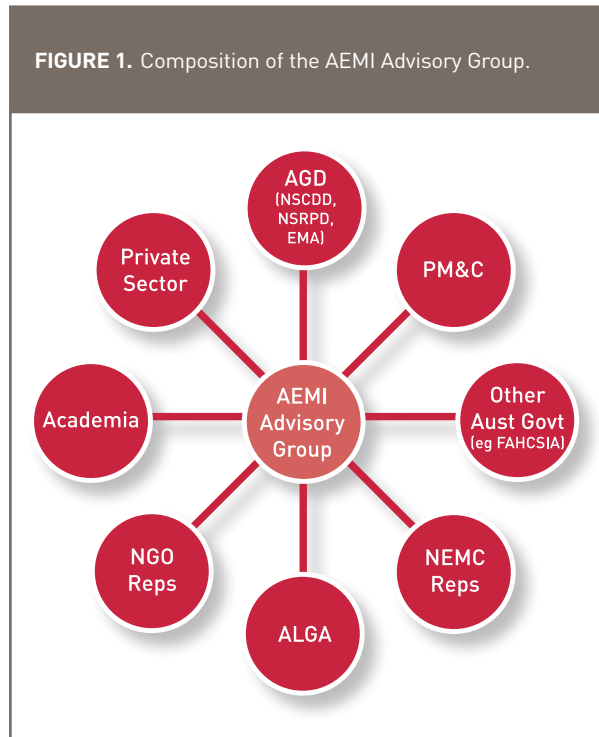 FIGURE 1. Composition of the AEMI Advisory Group.
AGD
(NSCDD,
NSRPD,
EMA)
PM&C
Other
Aust Govt
(eg FAHCSIA)
NEMC
Reps
ALGA
NGO
Reps
Academia
Private
Sector
AEMI
Advisory
Group